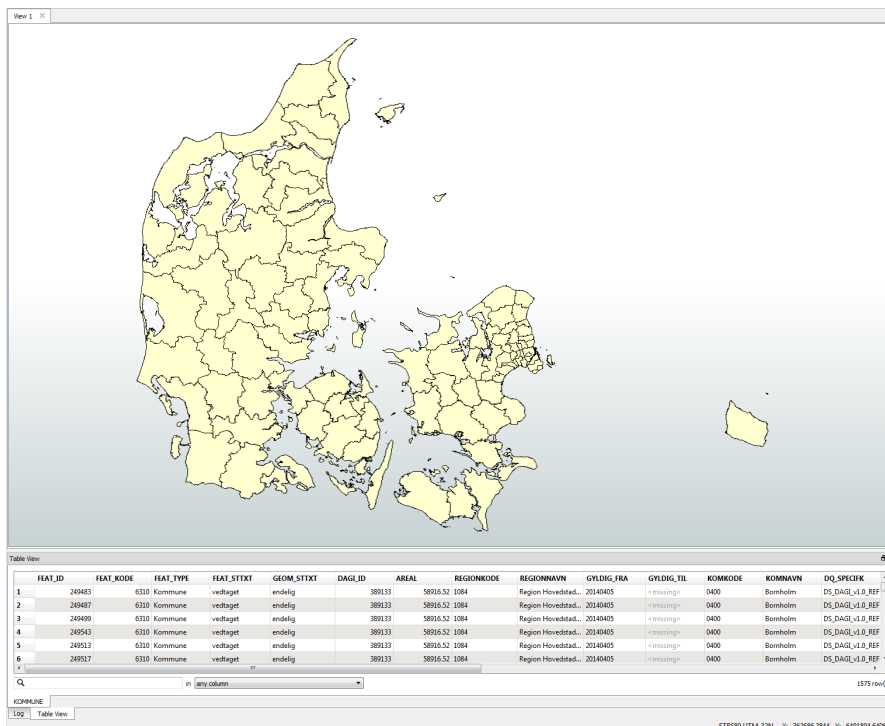 View 1
Table View
FEAT_ID FEAT_KODE FEAT_TYPE FEAT_STTXT GEOM_STTXT DAGI_ID AREAL REGIONKODE REGIONNAVN GYLDIG_FRA GYLDIG_TIL KOMKODE KOMNAVN DQ_SPECIFK
1 249483 6310 Kommune vedtaget endelig 389133 58916.52 1084 Region Hovedstad... 20140405 <missing> 0400 Bornholm DS_DAGI_v1.0_REF
2 249487 6310 Kommune vedtaget endelig 389133 58916.52 1084 Region Hovedstad... 20140405 <missing> 0400 Bornholm DS_DAGI_v1.0_REF
3 249499 6310 Kommune vedtaget endelig 389133 58916.52 1084 Region Hovedstad... 20140405 <missing> 0400 Bornholm DS_DAGI_v1.0_REF
4 249543 6310 Kommune vedtaget endelig 389133 58916.52 1084 Region Hovedstad... 20140405 <missing> 0400 Bornholm DS_DAGI_v1.0_REF
5 249513 6310 Kommune vedtaget endelig 389133 58916.52 1084 Region Hovedstad... 20140405 <missing> 0400 Bornholm DS_DAGI_v1.0_REF
6 249517 6310 Kommune vedtaget endelig 389133 58916.52 1084 Region Hovedstad... 20140405 <missing> 0400 Bornholm DS_DAGI_v1.0_REF
in any column 1575 row(
KOMMUNE
Log Table View